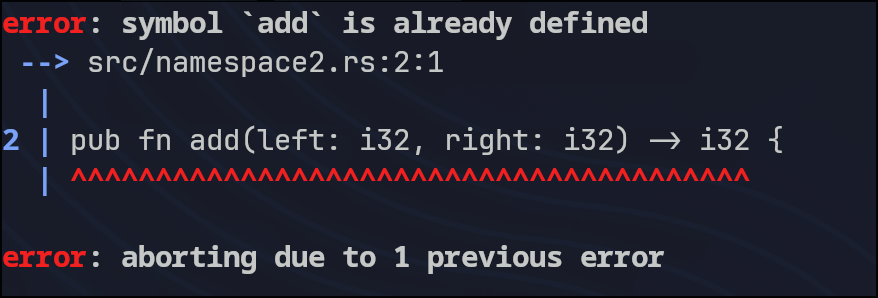 error: symbol `add` is already defined
 --> src/namespace2.rs:2:1
  |
2 | pub fn add(left: i32, right: i32) -> i32 {
  | ^^^^^^^^^^^^^^^^^^^^^^^^^^^^^^^^^^^^^^^^

error: aborting due to 1 previous error